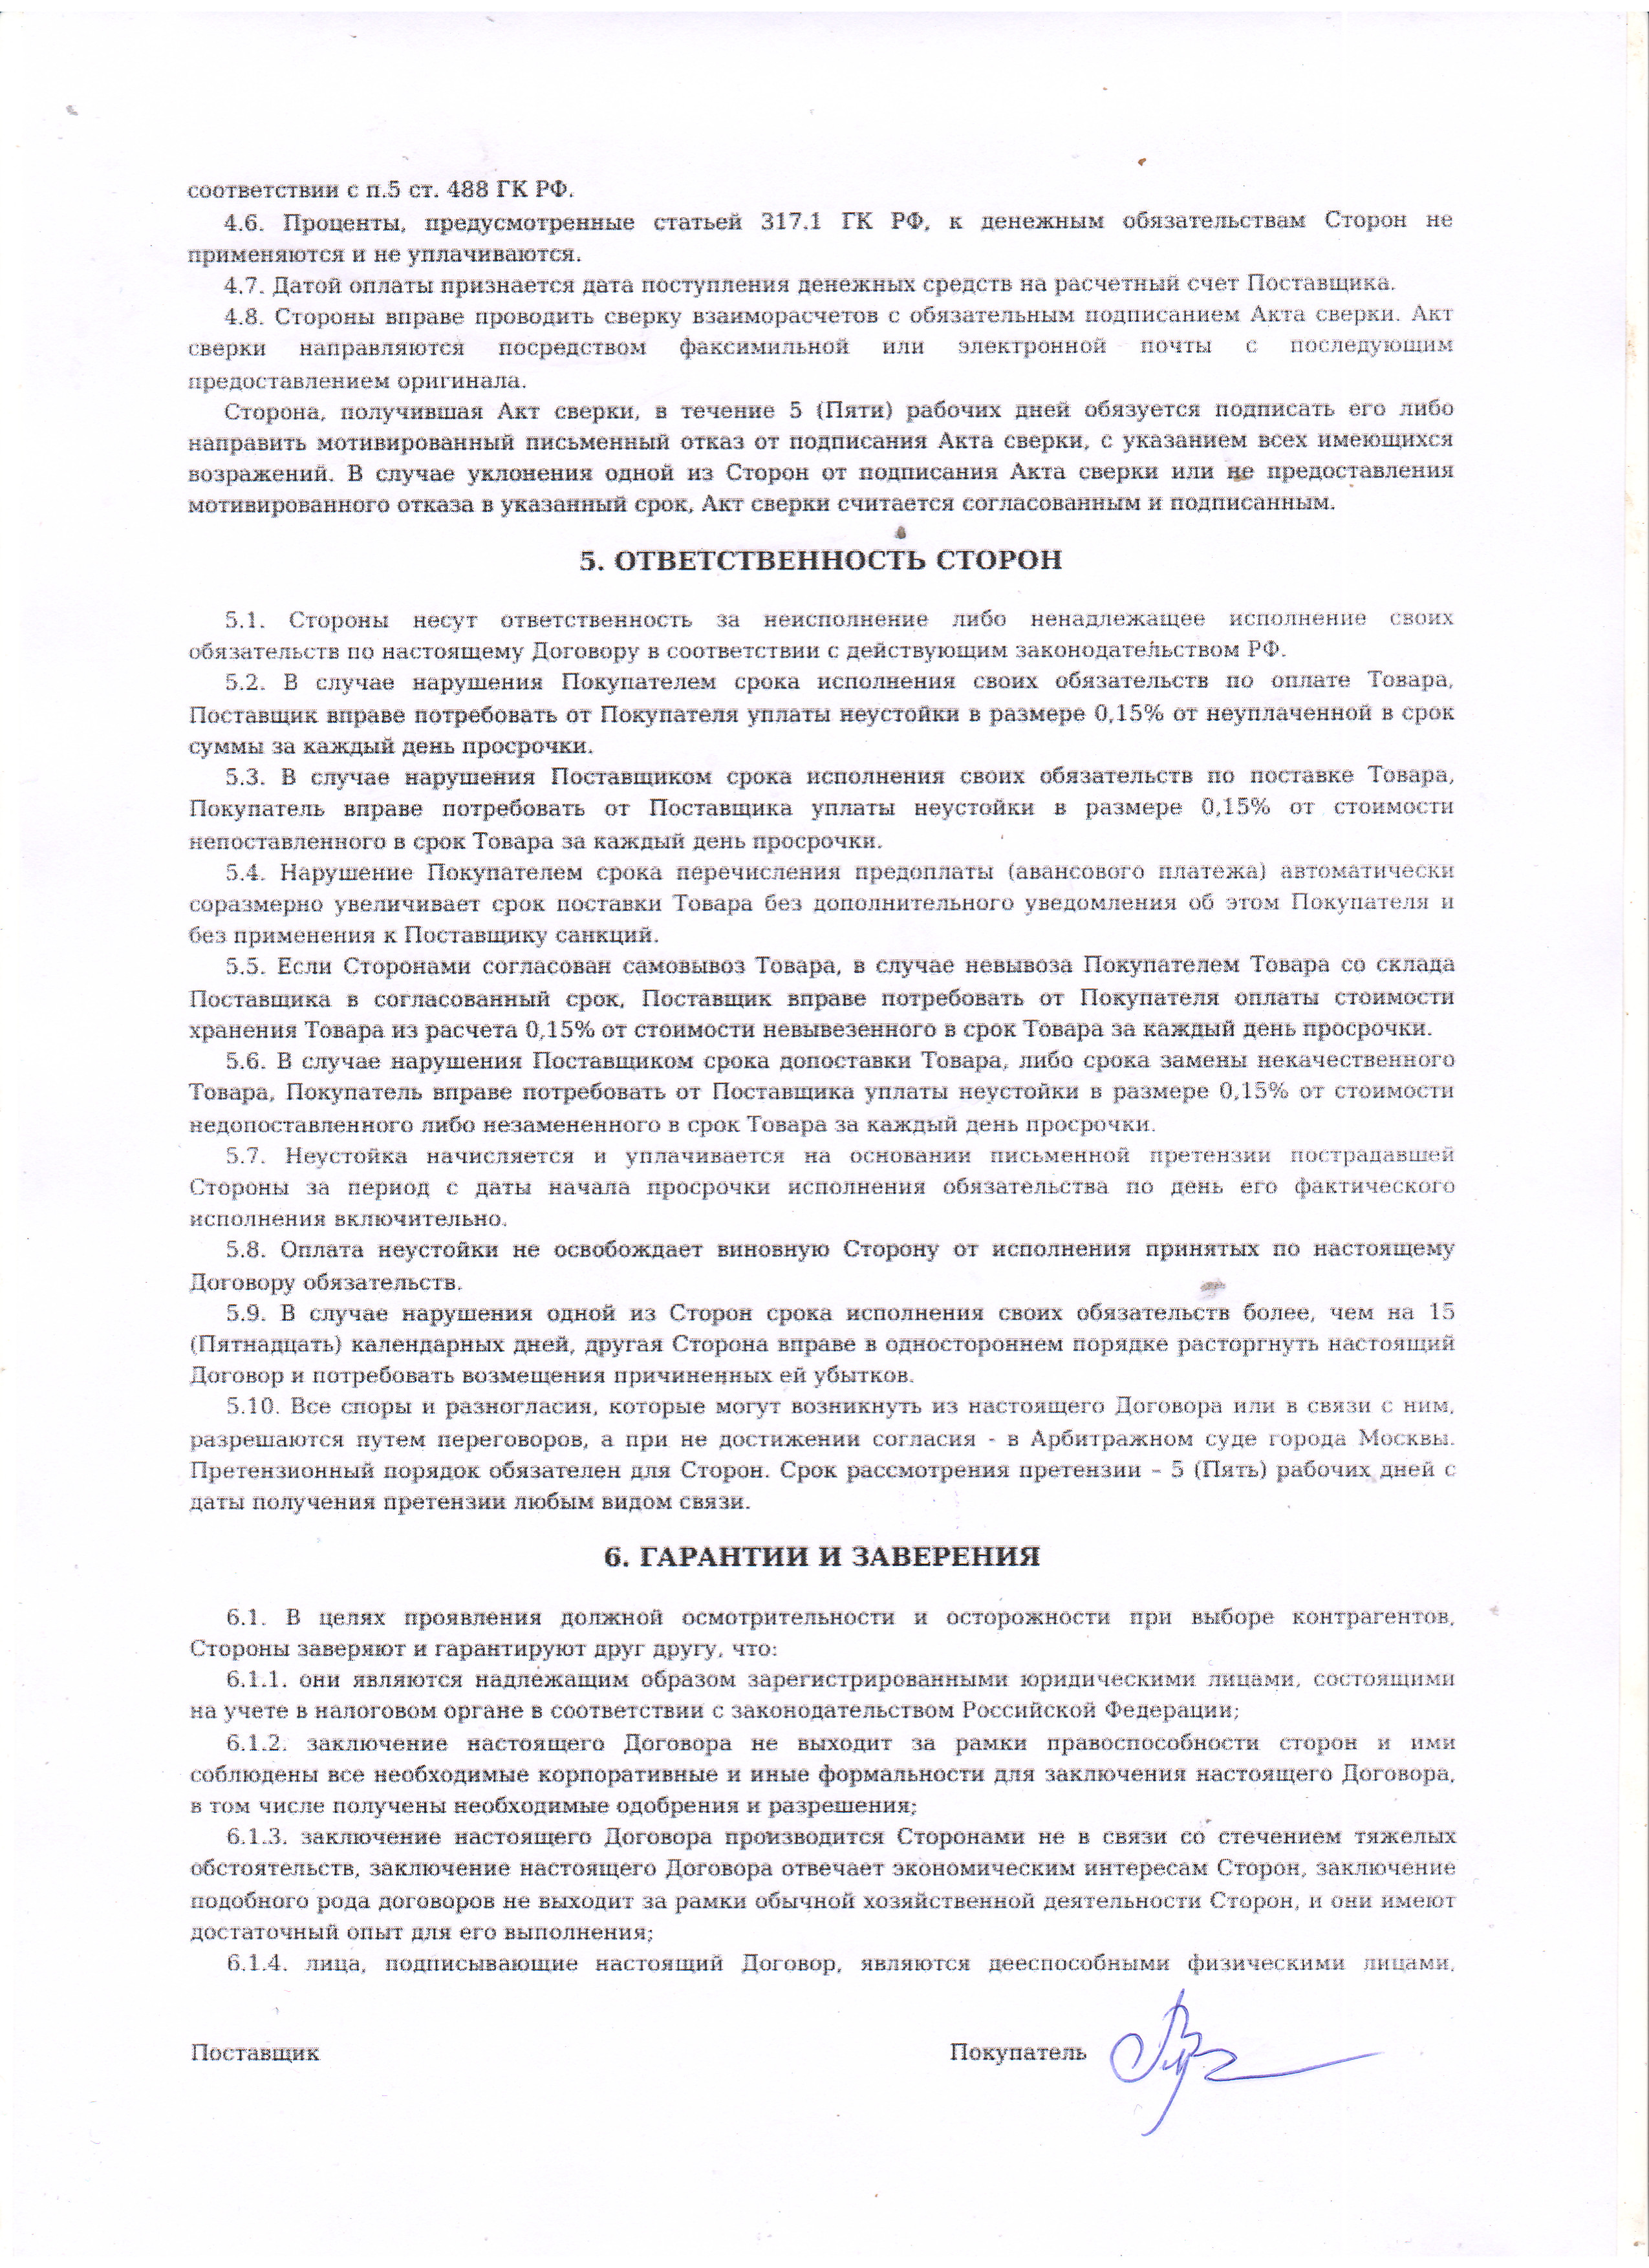 соответствии с п.5 ст. 488 ГК РФ.
4.6. Проценты, предусмотренные статьей 317.1 ГК РФ, к денежным обязательствам Сторон не
применяются и не уплачиваются.
4.7. Датой оплаты признается дата поступления денежных средств на расчетный счет Поставщика.
4.8. Стороны вправе проводить сверку взаиморасчетов с обязательным подписанием Акта сверки. Акт
сверки направляются посредством факсимильной или электронной почты с последующим
предоставлением оригинала.
Сторона, получившая Акт сверки, в течение 5 (Пяти) рабочих дней обязуется подписать его либо
направить мотивированный письменный отказ от подписания Акта сверки, с указанием всех имеющихся
возражений. В случае уклонения одной из Сторон от подписания Акта сверки или не предоставления
мотивированного отказа в указанный срок, Акт сверки считается согласованным и подписанным.
5. ОТВЕТСТВЕННОСТЬ СТОРОН
5.1. Стороны несут ответственность за неисполнение либо ненадлежащее исполнение своих
обязательств по настоящему Договору в соответствии с действующим законодательством РФ.
5.2. В случае нарушения Покупателем срока исполнения своих обязательств по оплате Товара,
Поставщик вправе потребовать от Покупателя уплаты неустойки в размере 0,15% от неуплаченной в срок
суммы за каждый день просрочки.
5.3. В случае нарушения Поставщиком срока исполнения своих обязательств по поставке Товара,
Покупатель вправе потребовать от Поставщика уплаты неустойки в размере 0,15% от стоимости
непоставленного в срок Товара за каждый день просрочки.
5.4. Нарушение Покупателем срока перечисления предоплаты (авансового платежа) автоматически
соразмерно увеличивает срок поставки Товара без дополнительного уведомления об этом Покупателя и
без применения к Поставщику санкций.
5.5. Если Сторонами согласован самовывоз Товара, в случае невывоза Покупателем Товара со склада
Поставщика в согласованный срок, Поставщик вправе потребовать от Покупателя оплаты стоимости
хранения Товара из расчета 0,15% от стоимости невывезенного в срок Товара за каждый день просрочки.
5.6. В случае нарушения Поставщиком срока допоставки Товара, либо срока замены некачественного
Товара, Покупатель вправе потребовать от Поставщика уплаты неустойки в размере 0,15% от стоимости
недопоставленного либо незамененного в срок Товара за каждый день просрочки.
5.7. Неустойка начисляется и уплачивается на основании письменной претензии пострадавшей
Стороны за период с даты начала просрочки исполнения обязательства по день его фактического
исполнения включительно.
5.8. Оплата неустойки не освобождает виновную Сторону от исполнения принятых по настоящему
Договору обязательств.
5.9. В случае нарушения одной из Сторон срока исполнения своих обязательств более, чем на 15
(Пятнадцать) календарных дней, другая Сторона вправе в одностороннем порядке расторгнуть настоящий
Договор и потребовать возмещения причиненных ей убытков.
5.10. Все споры и разногласия, которые могут возникнуть из настоящего Договора или в связи с ним,
разрешаются путем переговоров, а при не достижении согласия - в Арбитражном суде города Москвы.
Претензионный порядок обязателен для Сторон. Срок рассмотрения претензии – 5 (Пять) рабочих дней с
даты получения претензии любым видом связи.
6. ГАРАНТИИ И ЗАВЕРЕНИЯ
6.1. В целях проявления должной осмотрительности и осторожности при выборе контрагентов,
Стороны заверяют и гарантируют друг другу, что:
6.1.1. они являются надлежащим образом зарегистрированными юридическими лицами, состоящими
на учете в налоговом органе в соответствии с законодательством Российской Федерации;
6.1.2. заключение настоящего Договора не выходит за рамки правоспособности сторон и ими
соблюдены все необходимые корпоративные и иные формальности для заключения настоящего Договора,
в том числе получены необходимые одобрения и разрешения;
6.1.3. заключение настоящего Договора производится Сторонами не в связи со стечением тяжелых
обстоятельств, заключение настоящего Договора отвечает экономическим интересам Сторон, заключение
подобного рода договоров не выходит за рамки обычной хозяйственной деятельности Сторон, и они имеют
достаточный опыт для его выполнения;
6.1.4. лица, подписывающие настоящий Договор, являются дееспособными физическими лицами,
Поставщик Покупатель